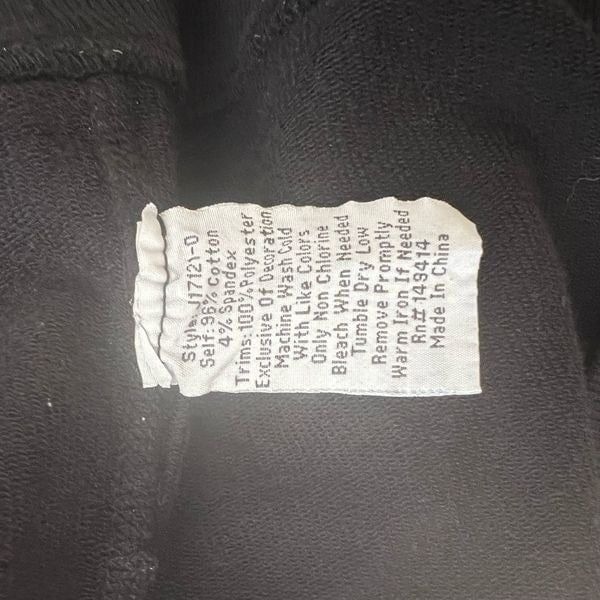 Style: J17121-O
Self:96% Cotton
4% Spandex
Trims:100%Polyester
Exclusive Of Decoration
Machine Wash Cold
With Like Colors
Only Non Chlorine
Bleach When Needed
Tumble Dry Low
Remove Promptly
Warm Iron If Needed
Rn# 149414
Made In China